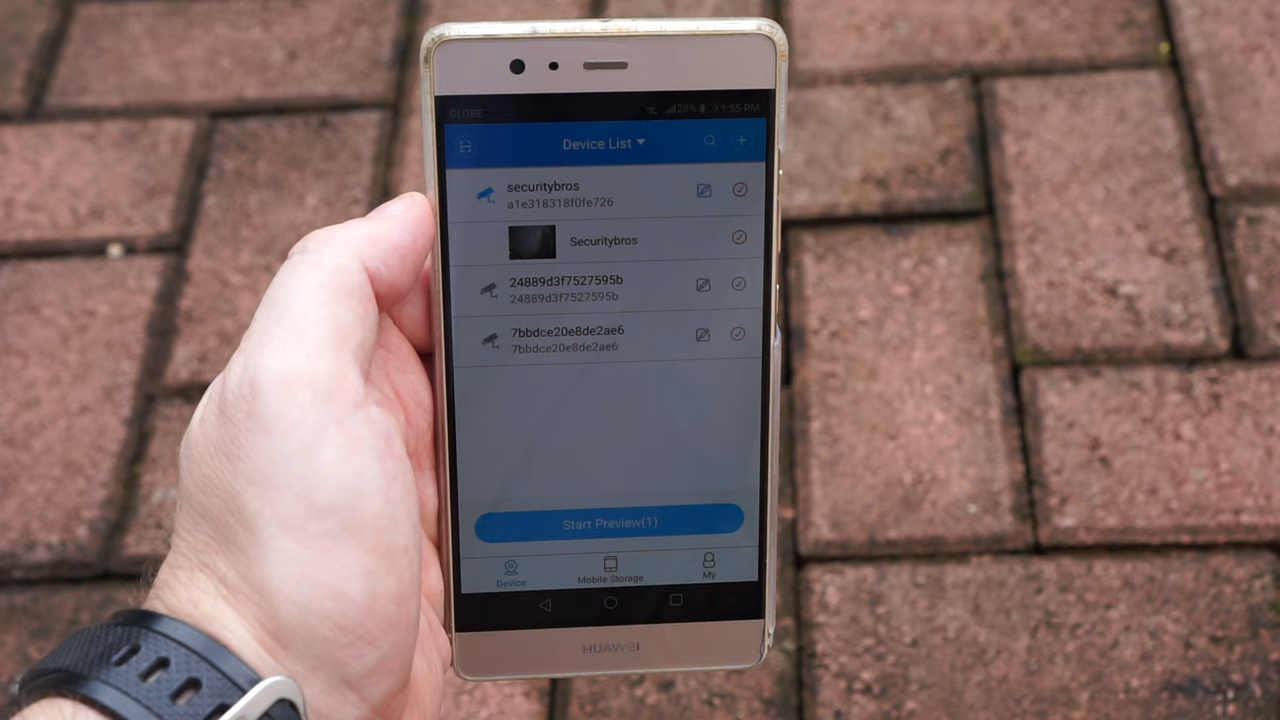 GLOBE 28% 1:55 PM
Device List
securitybros
a1e318318f0fe726
Securitybros
24889d3f7527595b
24889d3f7527595b
7bbdce20e8de2ae6
7bbdce20e8de2ae6
Start Preview(1)
Device Mobile Storage My
HUAWEI